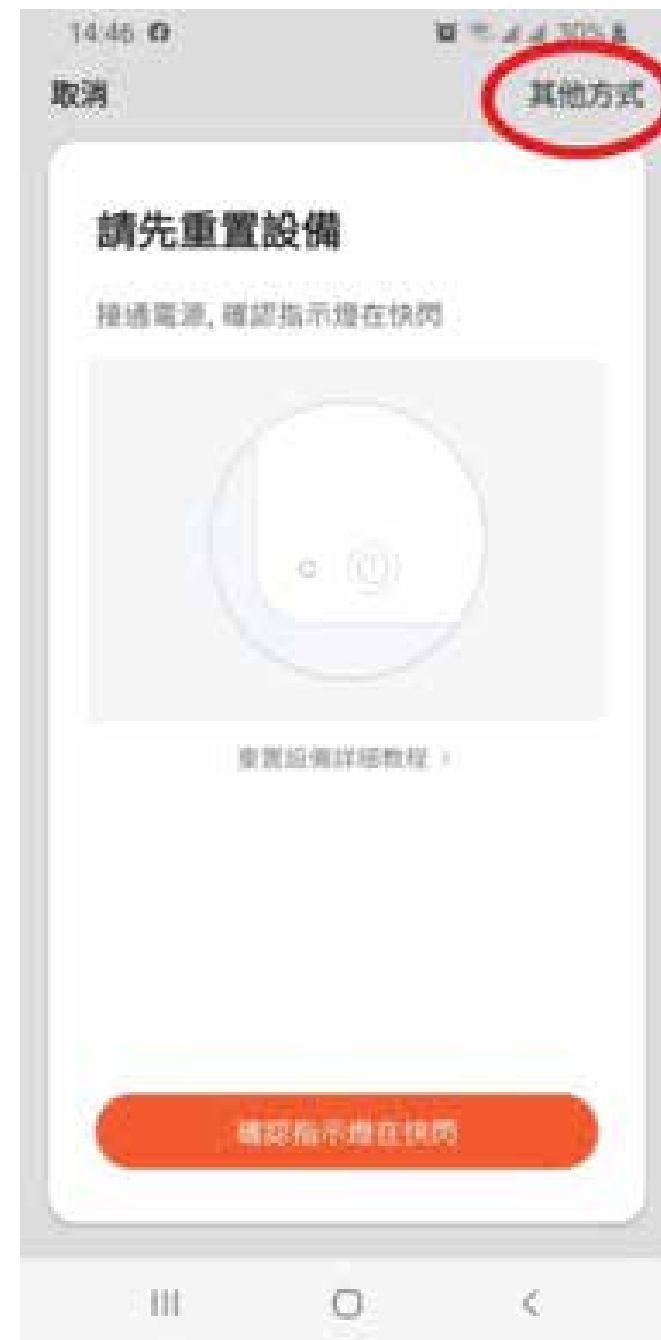 14:46
30%
取消
其他方式
請先重置設備
接通電源, 確認指示燈在快閃
重置設備詳細教程 >
確認指示燈在快閃